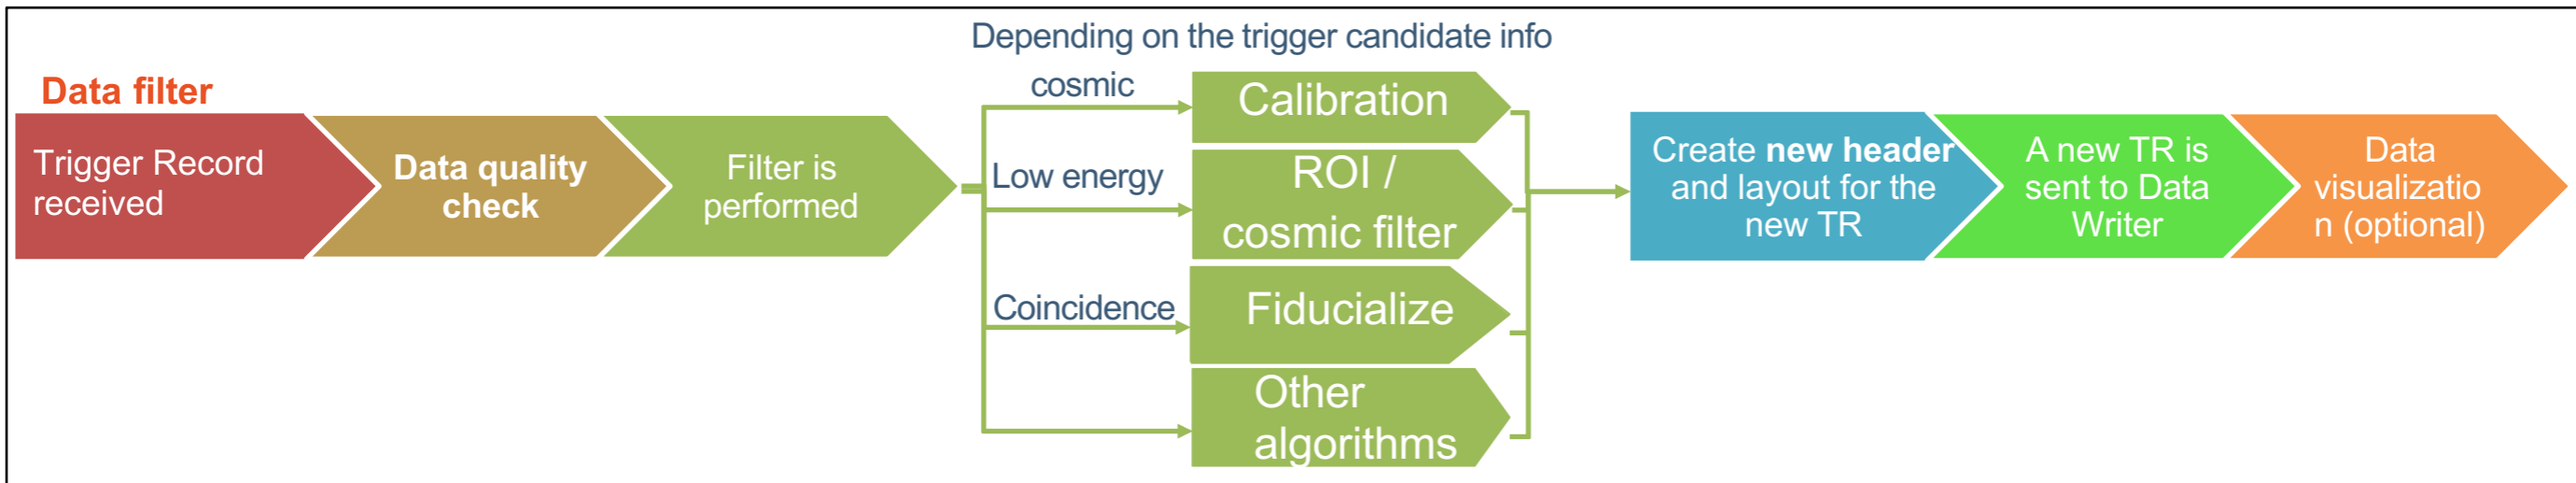 Depending on the trigger candidate info
Data filter
Trigger Record
received
Data quality
check
Filter is
performed
cosmic
Calibration
Low energy
ROI /
cosmic filter
Coincidence
Fiducialize
Other
algorithms
Create new header
and layout for the
new TR
A new TR is
sent to Data
Writer
Data
visualizatio
n (optional)